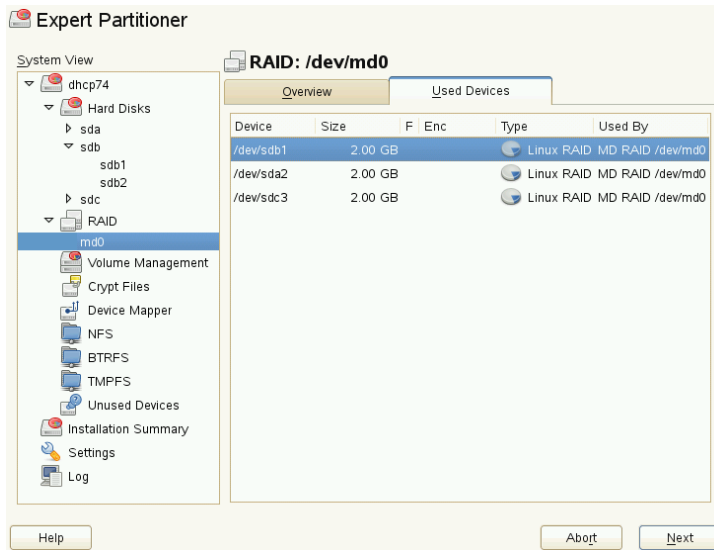 Expert Partitioner
System View
dhcp74
Hard Disks
sda
sdb
sdb1
sdb2
sdc
RAID
md0
Volume Management
Crypt Files
Device Mapper
NFS
BTRFS
TMPFS
Unused Devices
Installation Summary
Settings
Log
RAID: /dev/md0
Overview Used Devices
Device Size F Enc Type Used By
/dev/sdb1 2.00 GB Linux RAID MD RAID /dev/md0
/dev/sda2 2.00 GB Linux RAID MD RAID /dev/md0
/dev/sdc3 2.00 GB Linux RAID MD RAID /dev/md0
Help Abort Next